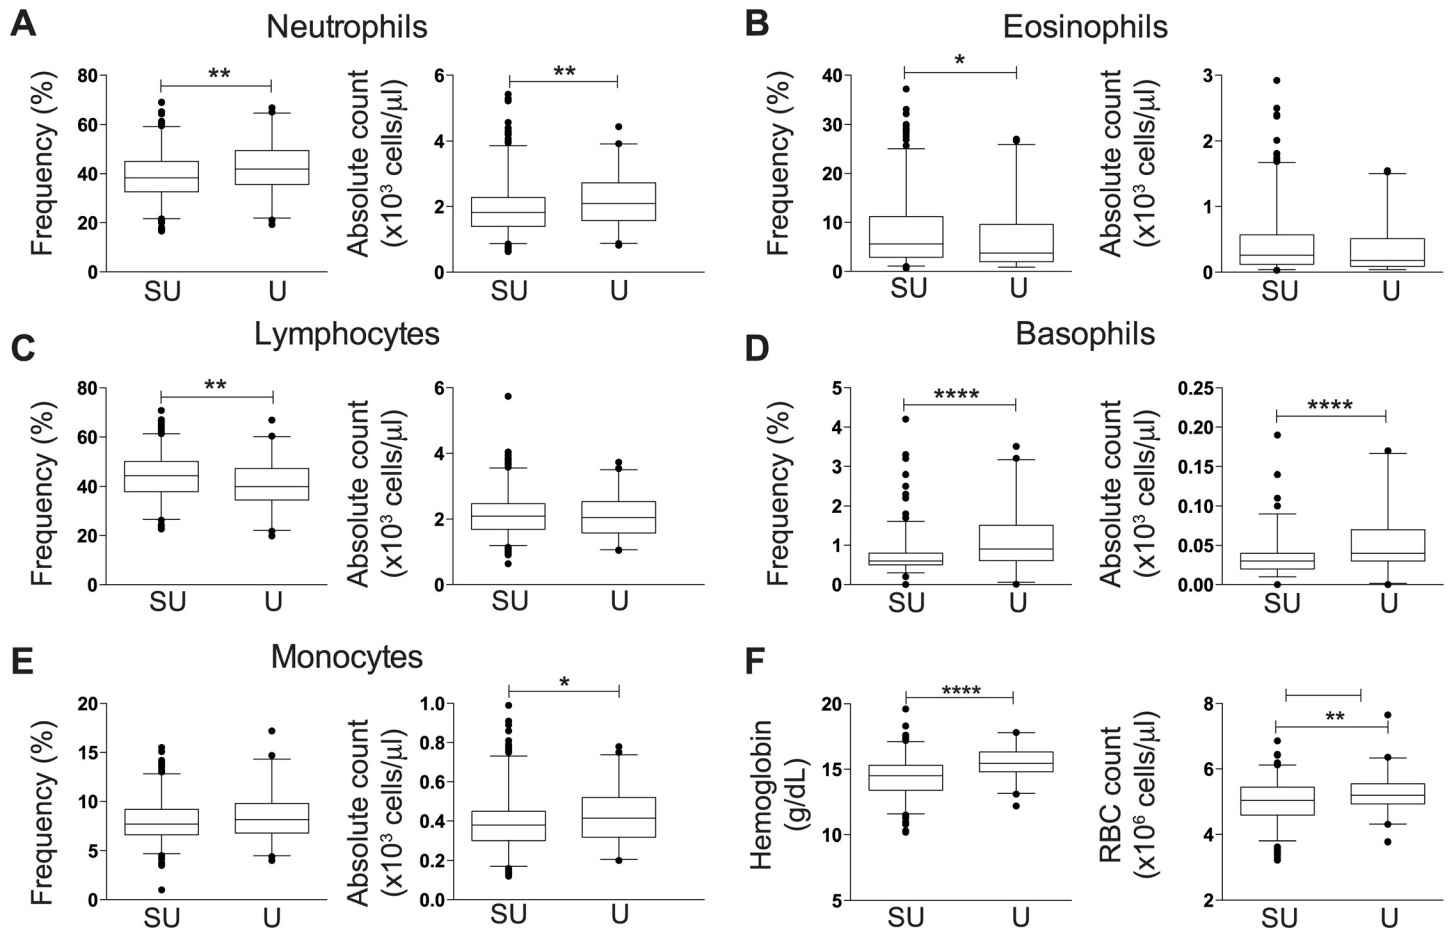 A
Neutrophils
Frequency (%)
80
60
40
20
0
**
SU
U
Absolute count
(x10³ cells/µl)
6
4
2
0
**
SU
U
B
Eosinophils
Frequency (%)
40
30
20
10
0
*
SU
U
Absolute count
(x10³ cells/µl)
3
2
1
0
SU
U
C
Lymphocytes
Frequency (%)
80
60
40
20
0
**
SU
U
Absolute count
(x10³ cells/µl)
6
4
2
0
SU
U
D
Basophils
Frequency (%)
5
4
3
2
1
0
****
SU
U
Absolute count
(x10³ cells/µl)
0.25
0.20
0.15
0.10
0.05
0.00
****
SU
U
E
Monocytes
Frequency (%)
20
15
10
5
0
SU
U
Absolute count
(x10³ cells/µl)
1.0
0.8
0.6
0.4
0.2
0.0
*
SU
U
F
Hemoglobin
(g/dL)
20
15
10
5
****
SU
U
RBC count
(x10⁶ cells/µl)
8
6
4
2
**
SU
U